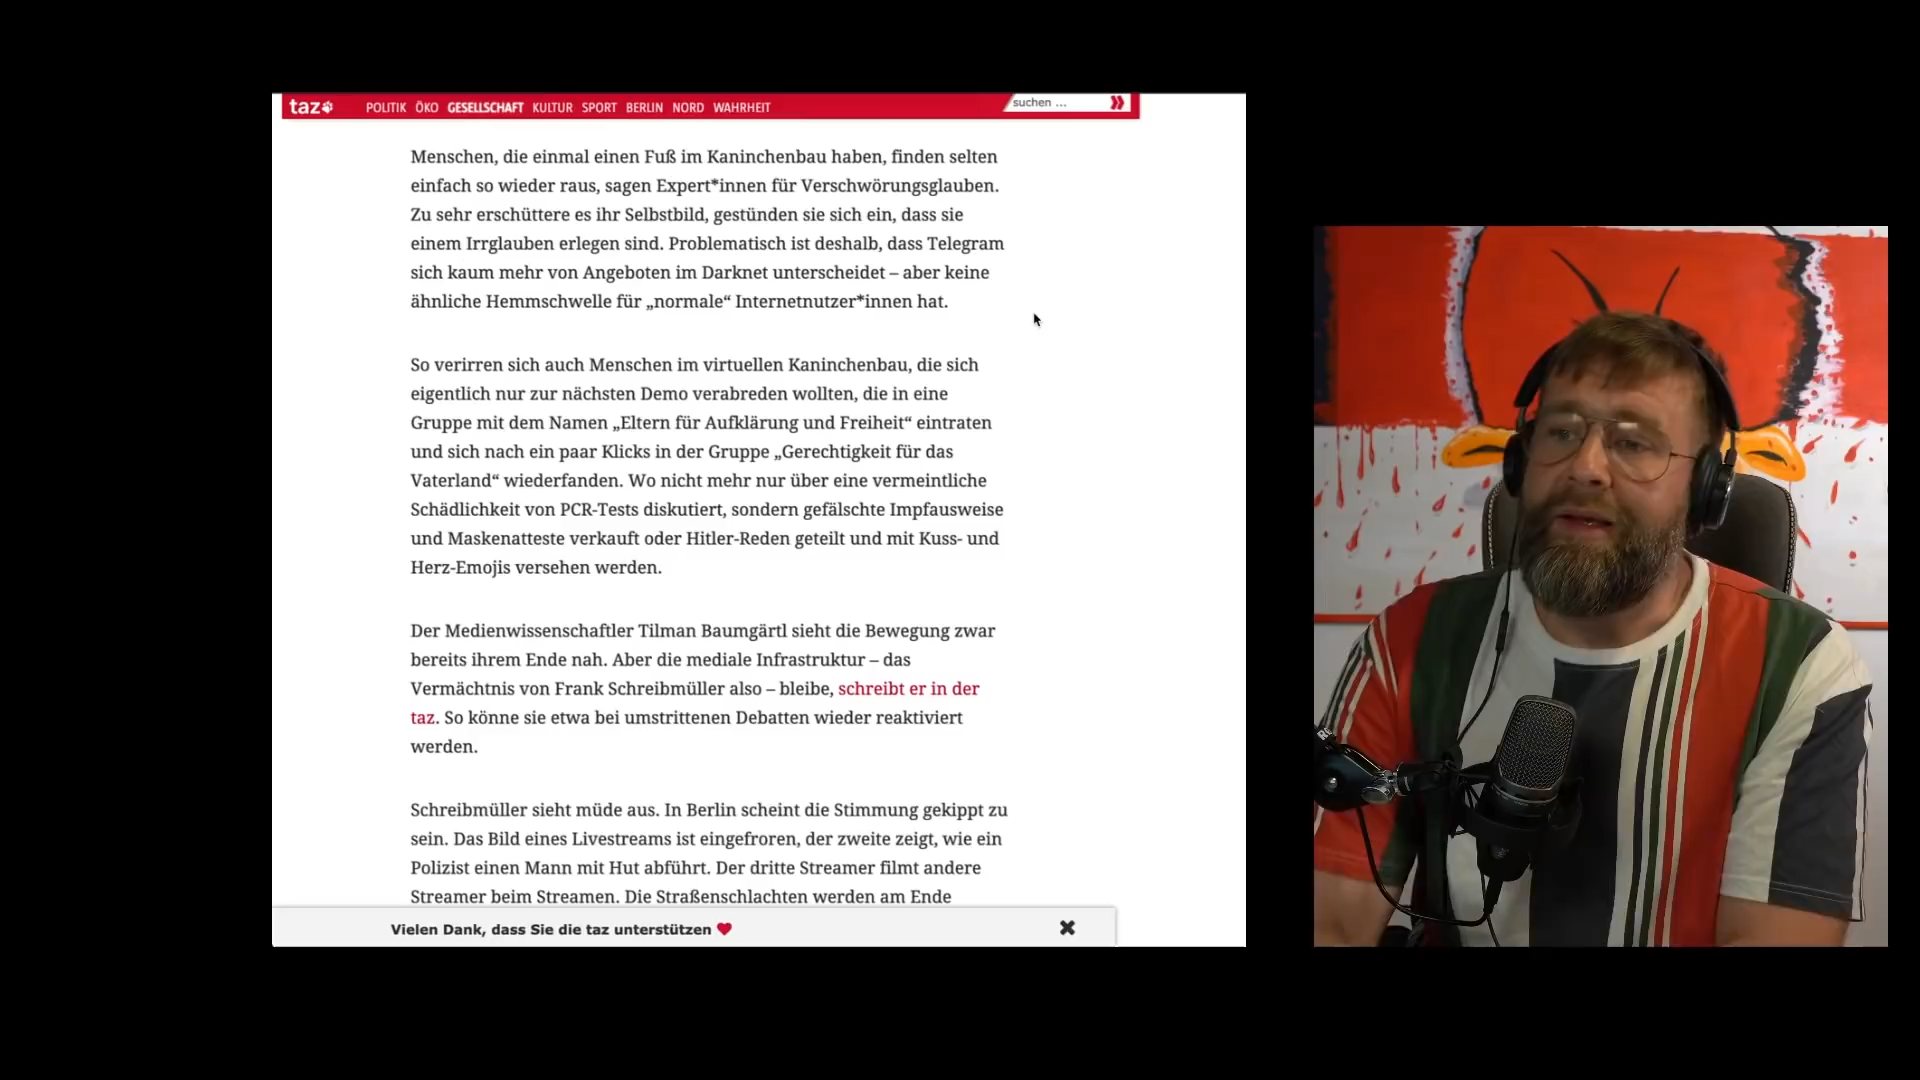 taz
POLITIK ÖKO GESELLSCHAFT KULTUR SPORT BERLIN NORD WAHRHEIT
suchen ...
Menschen, die einmal einen Fuß im Kaninchenbau haben, finden selten
einfach so wieder raus, sagen Expert*innen für Verschwörungsglauben.
Zu sehr erschüttere es ihr Selbstbild, gestünden sie sich ein, dass sie
einem Irrglauben erlegen sind. Problematisch ist deshalb, dass Telegram
sich kaum mehr von Angeboten im Darknet unterscheidet – aber keine
ähnliche Hemmschwelle für „normale“ Internetnutzer*innen hat.
So verirren sich auch Menschen im virtuellen Kaninchenbau, die sich
eigentlich nur zur nächsten Demo verabreden wollten, die in eine
Gruppe mit dem Namen „Eltern für Aufklärung und Freiheit“ eintraten
und sich nach ein paar Klicks in der Gruppe „Gerechtigkeit für das
Vaterland“ wiederfanden. Wo nicht mehr nur über eine vermeintliche
Schädlichkeit von PCR-Tests diskutiert, sondern gefälschte Impfausweise
und Maskenatteste verkauft oder Hitler-Reden geteilt und mit Kuss- und
Herz-Emojis versehen werden.
Der Medienwissenschaftler Tilman Baumgärtl sieht die Bewegung zwar
bereits ihrem Ende nah. Aber die mediale Infrastruktur – das
Vermächtnis von Frank Schreibmüller also – bleibe, schreibt er in der
taz. So könne sie etwa bei umstrittenen Debatten wieder reaktiviert
werden.
Schreibmüller sieht müde aus. In Berlin scheint die Stimmung gekippt zu
sein. Das Bild eines Livestreams ist eingefroren, der zweite zeigt, wie ein
Polizist einen Mann mit Hut abführt. Der dritte Streamer filmt andere
Streamer beim Streamen. Die Straßenschlachten werden am Ende
Vielen Dank, dass Sie die taz unterstützen